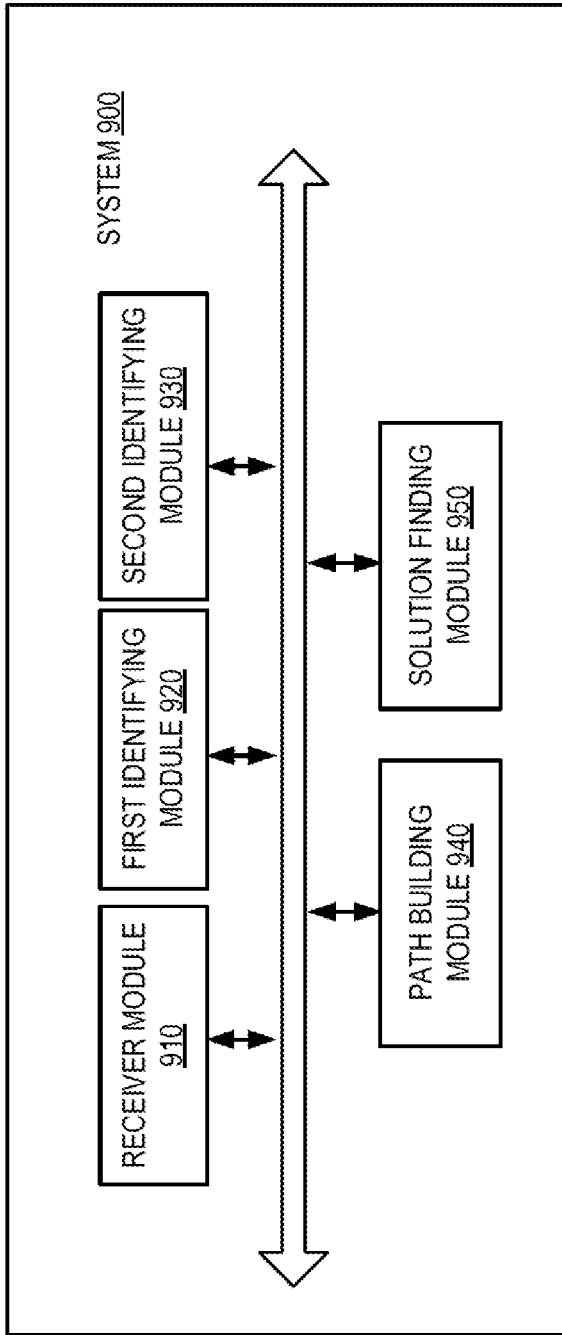 SYSTEM 900
RECEIVER MODULE
910
FIRST IDENTIFYING
MODULE 920
SECOND IDENTIFYING
MODULE 930
PATH BUILDING
MODULE 940
SOLUTION FINDING
MODULE 950